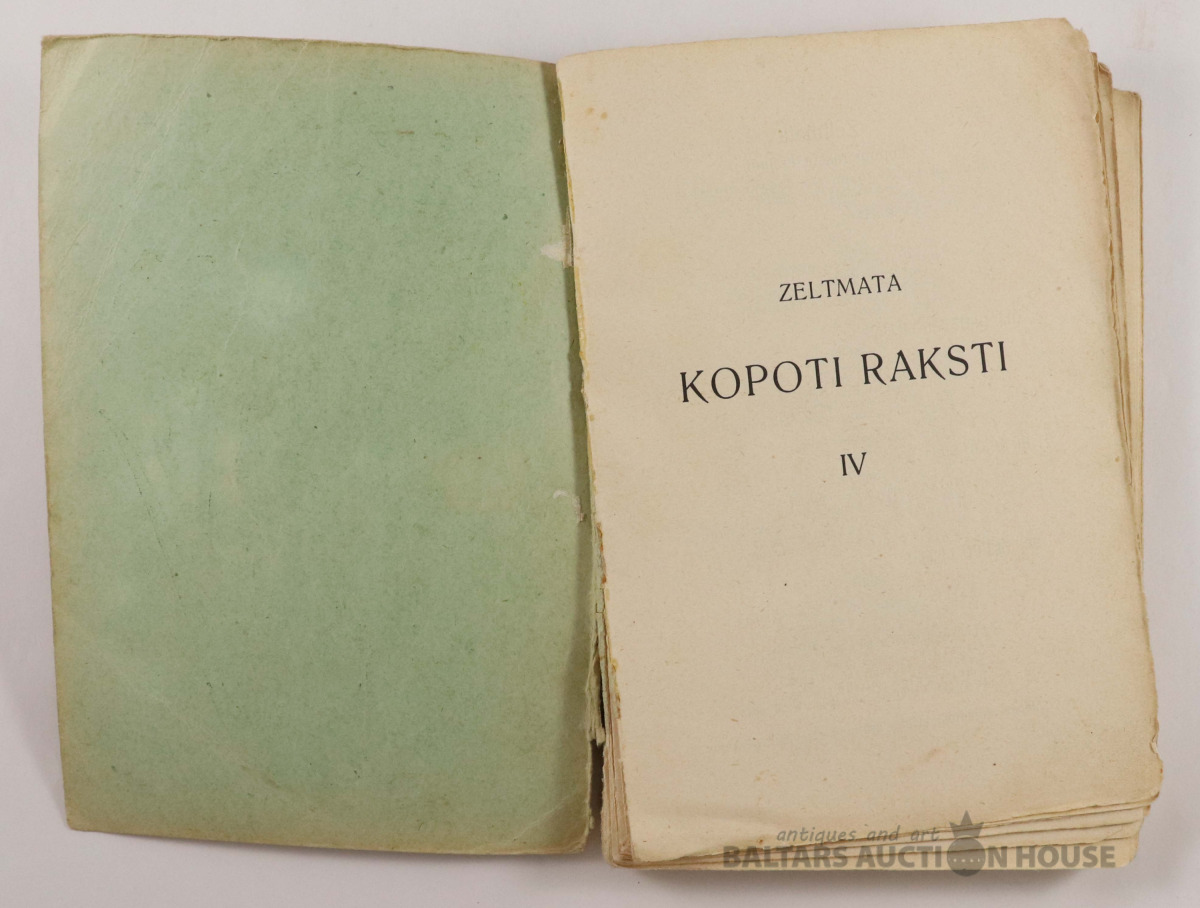 ZELTMATA
KOPOTI RAKSTI
IV
antiques and art
BALTARS AUCTION HOUSE